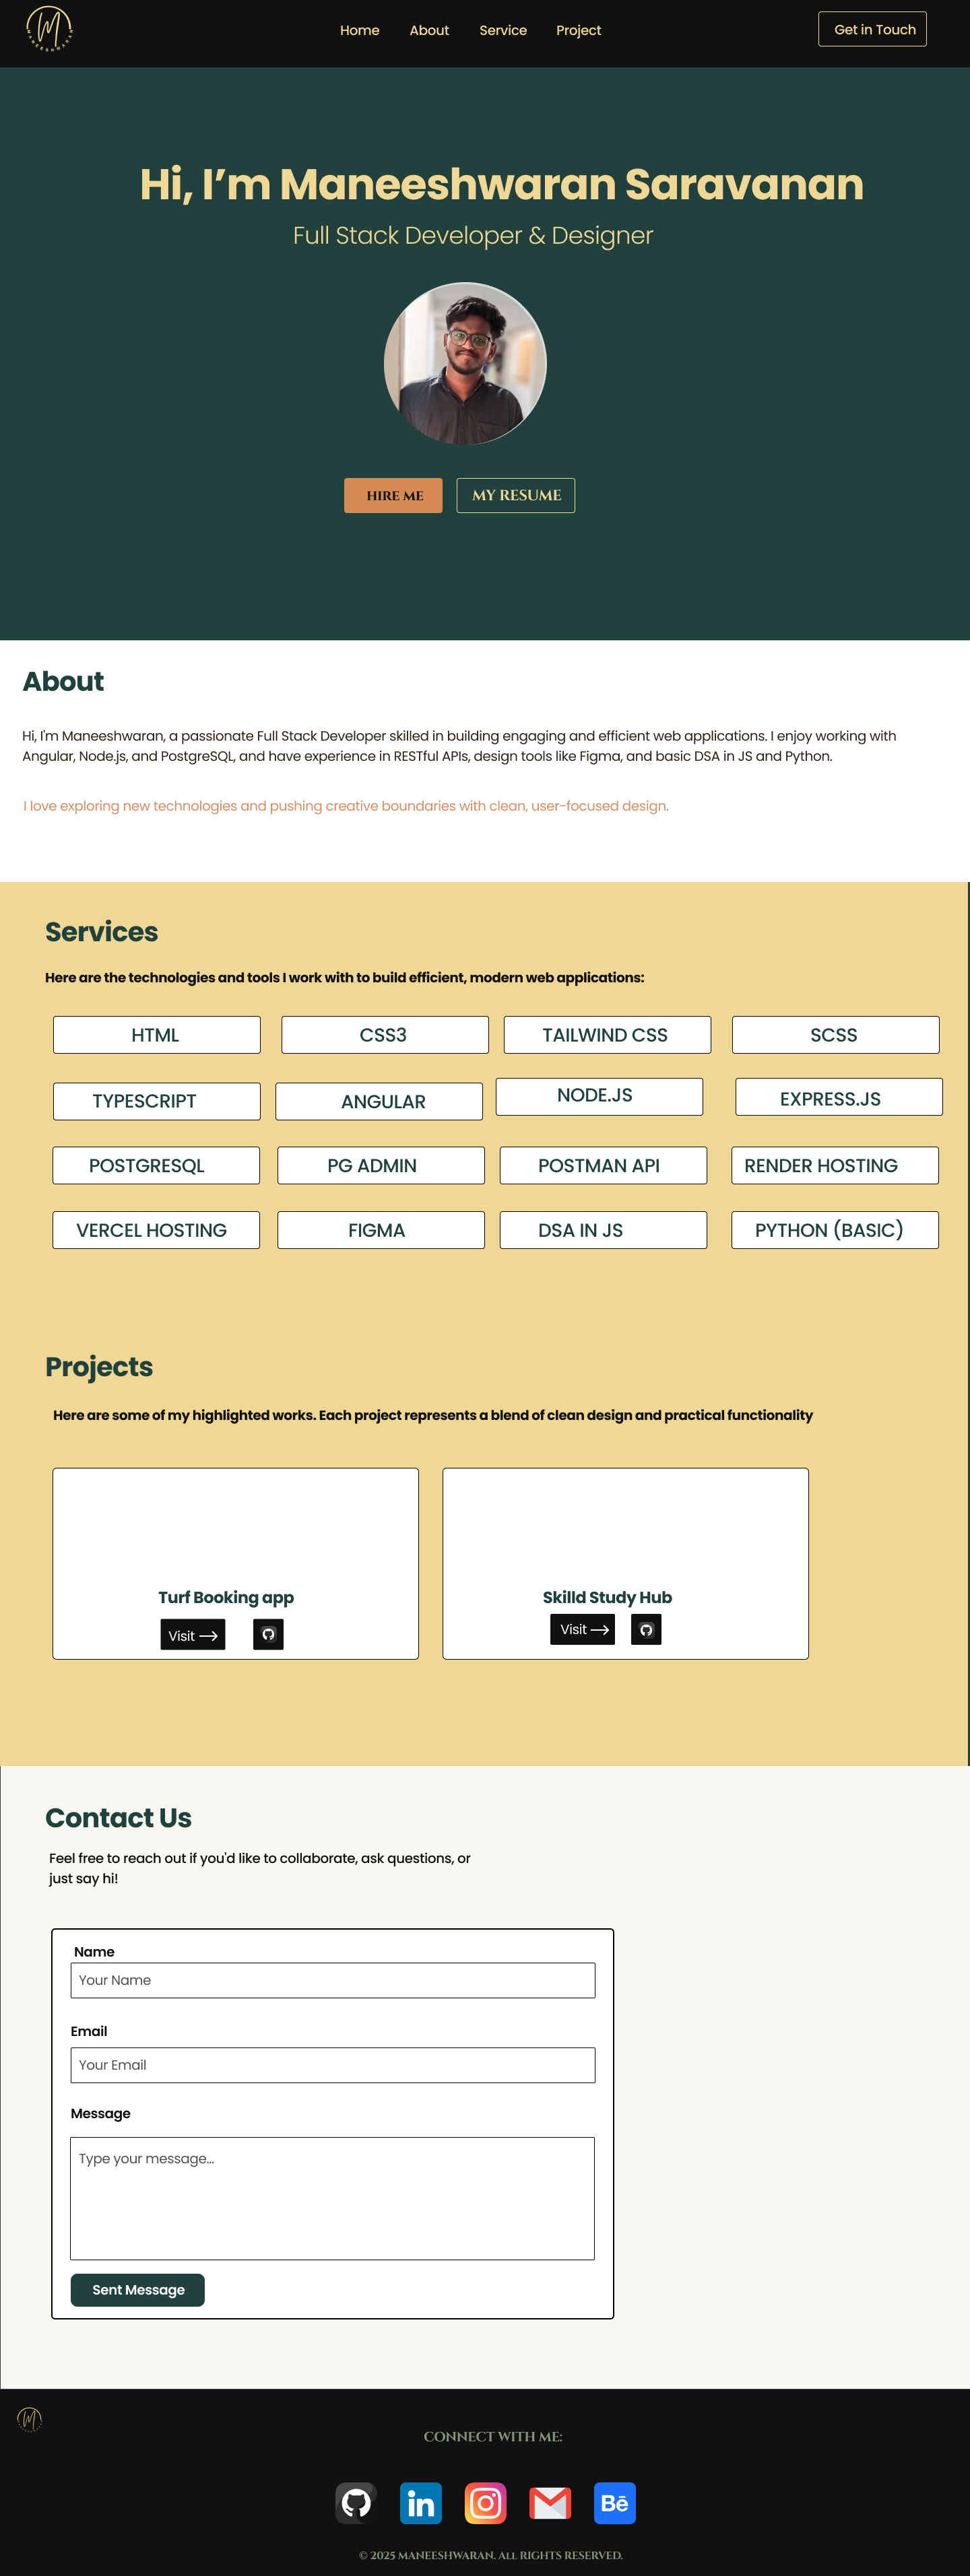 MANEESHWARAN
Home About Service Project Get in Touch
Hi, I’m Maneeshwaran Saravanan
Full Stack Developer & Designer
HIRE ME MY RESUME
About
Hi, I'm Maneeshwaran, a passionate Full Stack Developer skilled in building engaging and efficient web applications. I enjoy working with
Angular, Node.js, and PostgreSQL, and have experience in RESTful APIs, design tools like Figma, and basic DSA in JS and Python.
I love exploring new technologies and pushing creative boundaries with clean, user-focused design.
Services
Here are the technologies and tools I work with to build efficient, modern web applications:
HTML CSS3 TAILWIND CSS SCSS
TYPESCRIPT ANGULAR NODE.JS EXPRESS.JS
POSTGRESQL PG ADMIN POSTMAN API RENDER HOSTING
VERCEL HOSTING FIGMA DSA IN JS PYTHON (BASIC)
Projects
Here are some of my highlighted works. Each project represents a blend of clean design and practical functionality
Turf Booking app Skilld Study Hub
Visit Visit
Contact Us
Feel free to reach out if you'd like to collaborate, ask questions, or
just say hi!
Name
Your Name
Email
Your Email
Message
Type your message...
Sent Message
CONNECT WITH ME:
in Bē
© 2025 MANEESHWARAN. ALL RIGHTS RESERVED.